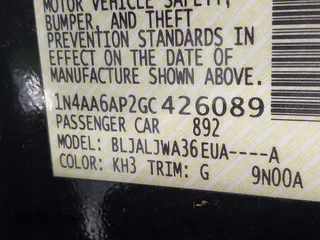 MOTOR VEHICLE SAFETY,
BUMPER, AND THEFT
PREVENTION STANDARDS IN
EFFECT ON THE DATE OF
MANUFACTURE SHOWN ABOVE.
1N4AA6AP2GC426089
PASSENGER CAR 892
MODEL: BLJALJWA36EUA----A
COLOR: KH3 TRIM: G 9N00A